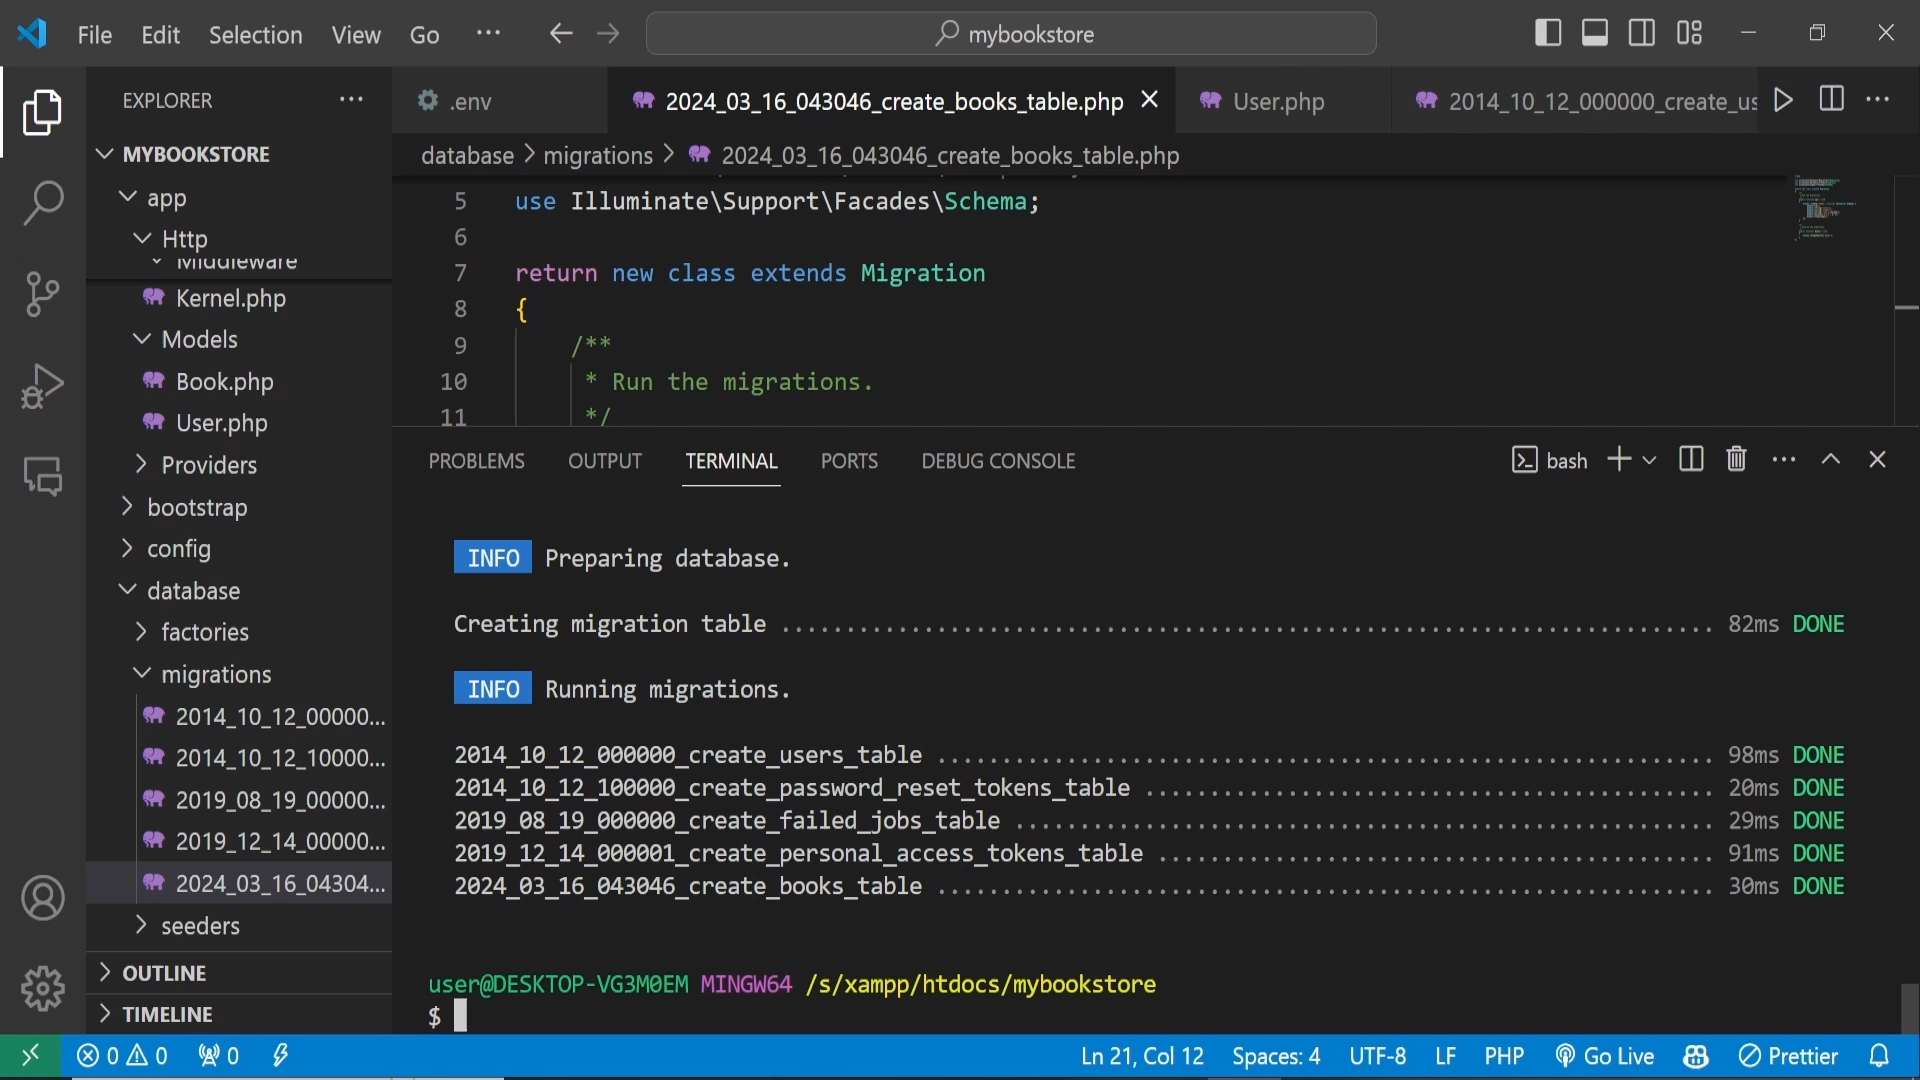 File Edit Selection View Go ··· mybookstore
EXPLORER ···
.env 2024_03_16_043046_create_books_table.php User.php 2014_10_12_000000_create_us ···
MYBOOKSTORE
database > migrations > 2024_03_16_043046_create_books_table.php
app
Http
Middleware
Kernel.php
Models
Book.php
User.php
Providers
bootstrap
config
database
factories
migrations
2014_10_12_00000...
2014_10_12_10000...
2019_08_19_00000...
2019_12_14_00000...
2024_03_16_04304...
seeders
OUTLINE
TIMELINE
5 use Illuminate\Support\Facades\Schema;
6
7 return new class extends Migration
8 {
9 /**
10 * Run the migrations.
11 */
PROBLEMS OUTPUT TERMINAL PORTS DEBUG CONSOLE bash ···
INFO Preparing database.
Creating migration table ........................................................................ 82ms DONE
INFO Running migrations.
2014_10_12_000000_create_users_table ............................................................ 98ms DONE
2014_10_12_100000_create_password_reset_tokens_table ............................................ 20ms DONE
2019_08_19_000000_create_failed_jobs_table ...................................................... 29ms DONE
2019_12_14_000001_create_personal_access_tokens_table ........................................... 91ms DONE
2024_03_16_043046_create_books_table ............................................................ 30ms DONE
user@DESKTOP-VG3M0EM MINGW64 /s/xampp/htdocs/mybookstore
$
0 0 0 Ln 21, Col 12 Spaces: 4 UTF-8 LF PHP Go Live Prettier